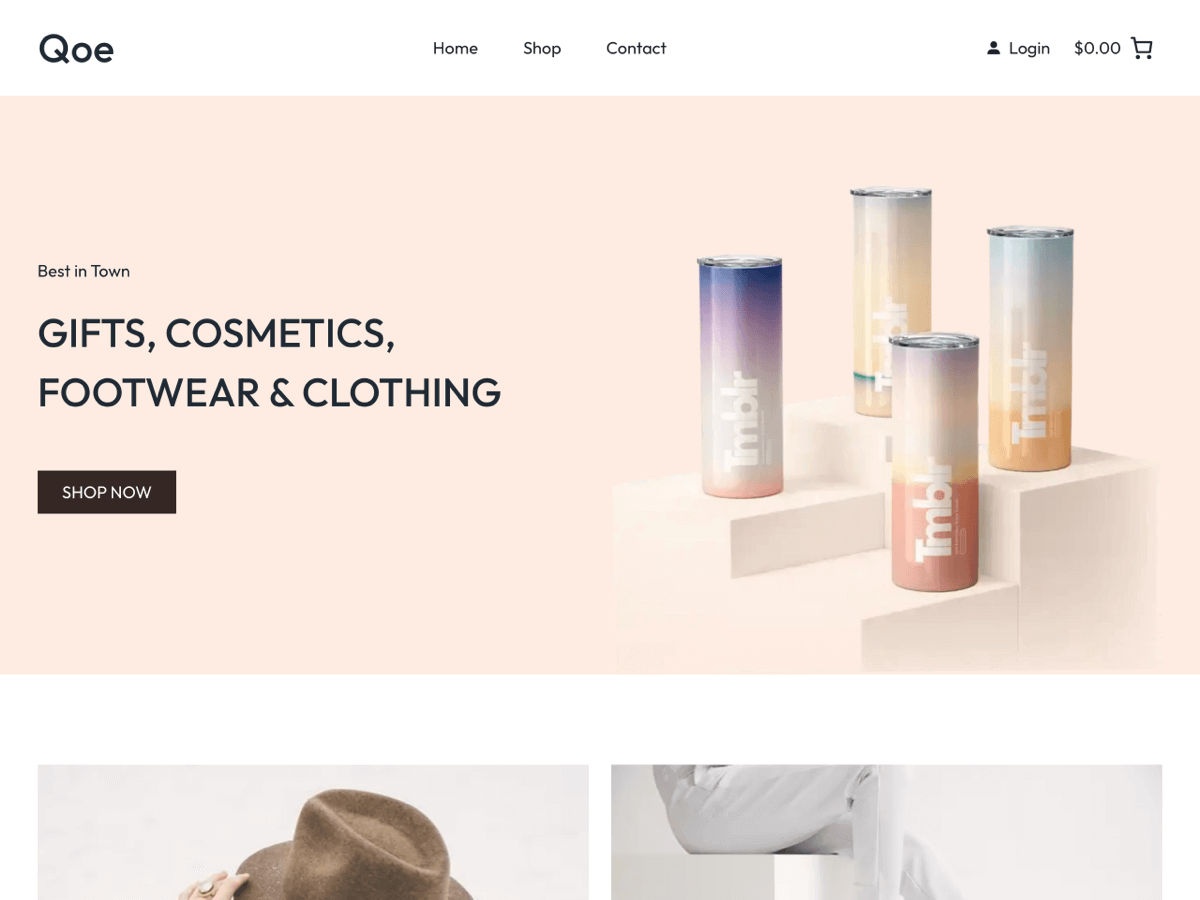 Qoe
Home
Shop
Contact
Login
$0.00
Best in Town
GIFTS, COSMETICS,
FOOTWEAR & CLOTHING
SHOP NOW
Tmblr
Tmblr
Tmblr
Tmblr